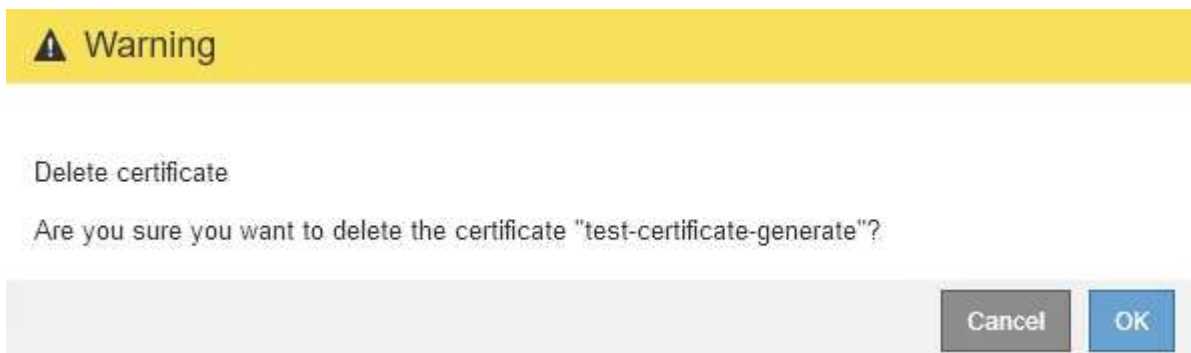 Warning
Delete certificate
Are you sure you want to delete the certificate "test-certificate-generate"?
Cancel OK